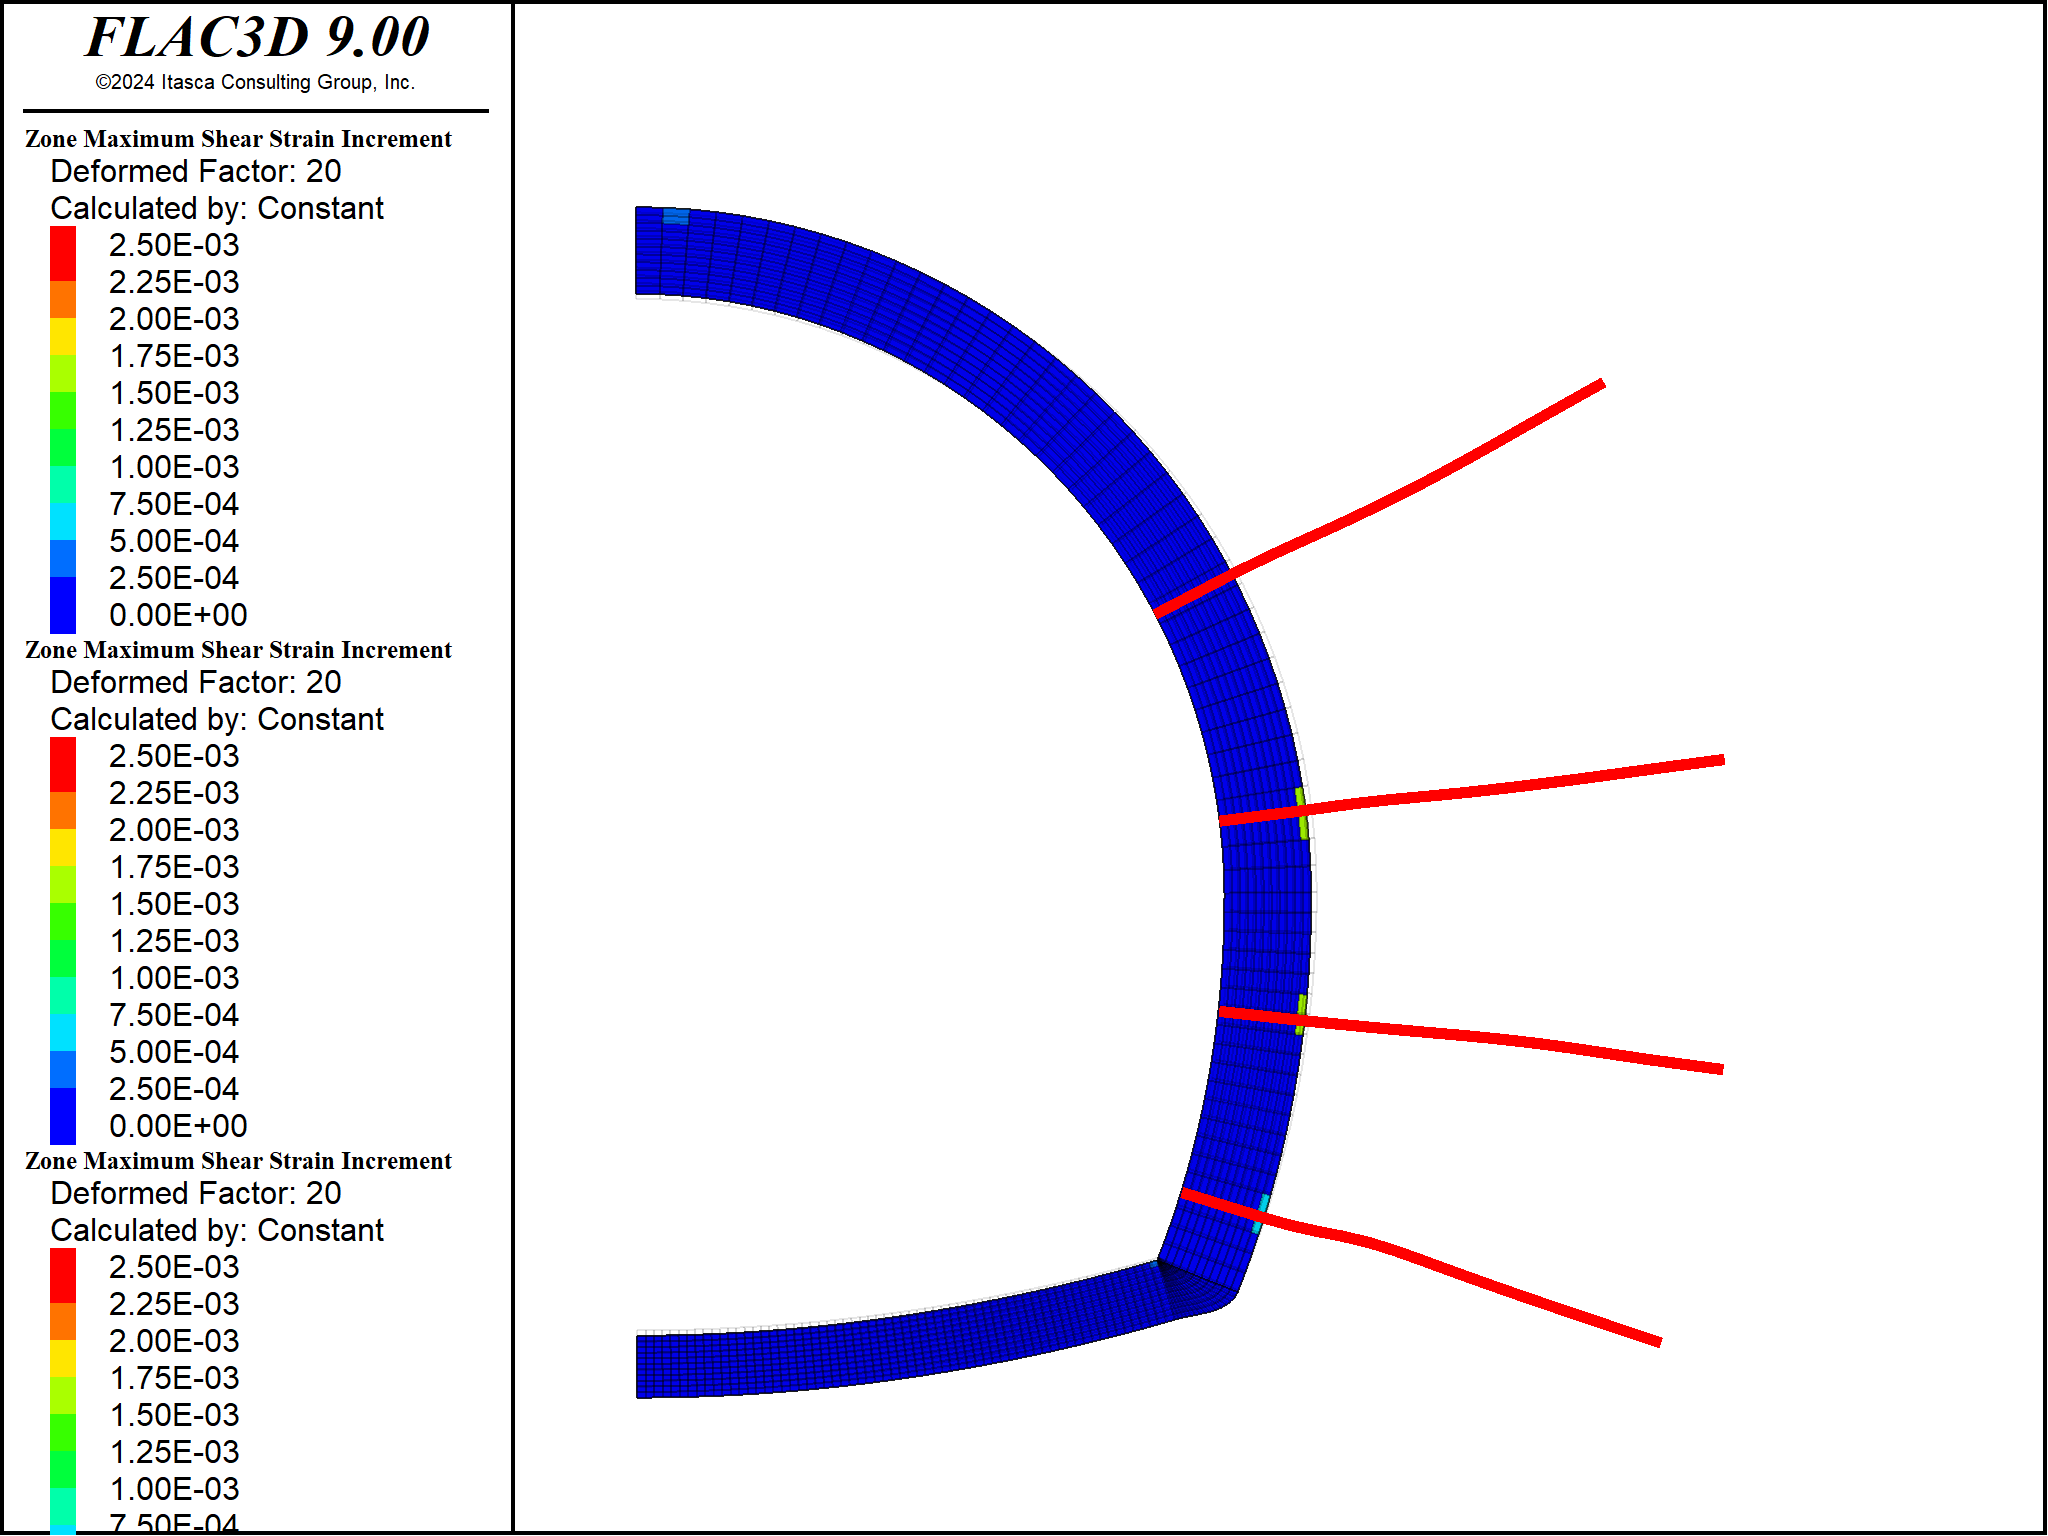 FLAC3D 9.00
©2024 Itasca Consulting Group, Inc.
Zone Maximum Shear Strain Increment
Deformed Factor: 20
Calculated by: Constant
2.50E-03
2.25E-03
2.00E-03
1.75E-03
1.50E-03
1.25E-03
1.00E-03
7.50E-04
5.00E-04
2.50E-04
0.00E+00
Zone Maximum Shear Strain Increment
Deformed Factor: 20
Calculated by: Constant
2.50E-03
2.25E-03
2.00E-03
1.75E-03
1.50E-03
1.25E-03
1.00E-03
7.50E-04
5.00E-04
2.50E-04
0.00E+00
Zone Maximum Shear Strain Increment
Deformed Factor: 20
Calculated by: Constant
2.50E-03
2.25E-03
2.00E-03
1.75E-03
1.50E-03
1.25E-03
1.00E-03
7.50E-04